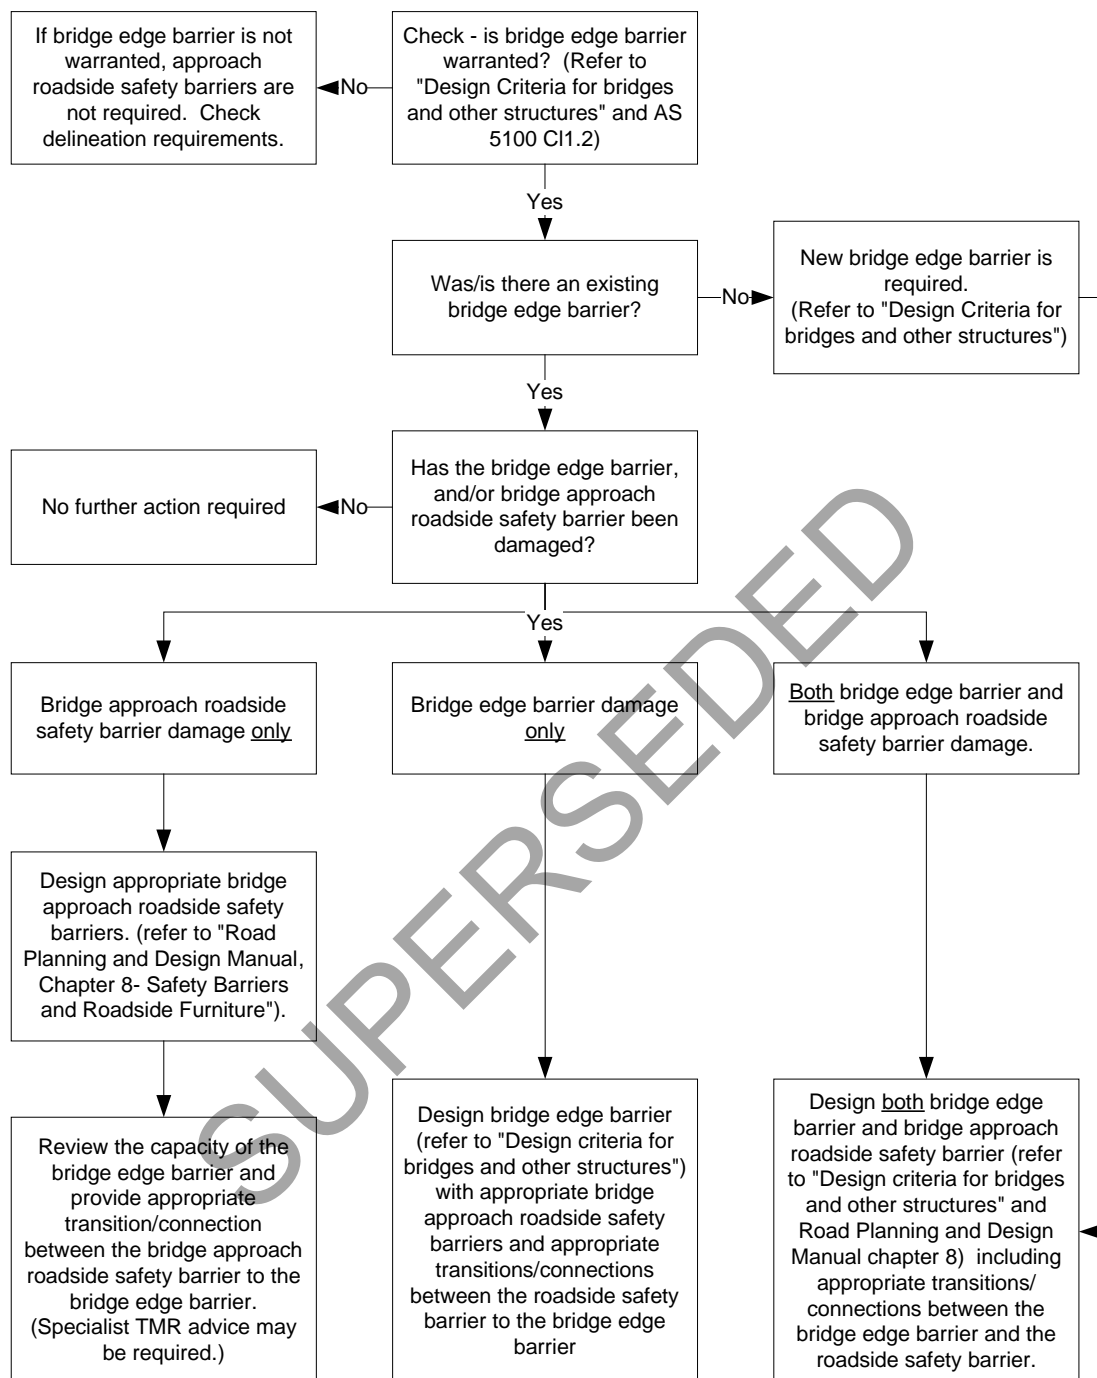 If bridge edge barrier is not
warranted, approach
roadside safety barriers are
not required.  Check
delineation requirements.
No
Check - is bridge edge barrier
warranted?  (Refer to
"Design Criteria for bridges
and other structures" and AS
5100 Cl1.2)
Yes
Was/is there an existing
bridge edge barrier?
No
New bridge edge barrier is
required.
(Refer to "Design Criteria for
bridges and other structures")
Yes
Has the bridge edge barrier,
and/or bridge approach
roadside safety barrier been
damaged?
No
No further action required
Yes
Bridge approach roadside
safety barrier damage only
Bridge edge barrier damage
only
Both bridge edge barrier and
bridge approach roadside
safety barrier damage.
Design appropriate bridge
approach roadside safety
barriers. (refer to "Road
Planning and Design Manual,
Chapter 8- Safety Barriers
and Roadside Furniture").
Review the capacity of the
bridge edge barrier and
provide appropriate
transition/connection
between the bridge approach
roadside safety barrier to the
bridge edge barrier.
(Specialist TMR advice may
be required.)
Design bridge edge barrier
(refer to "Design criteria for
bridges and other structures")
with appropriate bridge
approach roadside safety
barriers and appropriate
transitions/connections
between the roadside safety
barrier to the bridge edge
barrier
Design both bridge edge
barrier and bridge approach
roadside safety barrier (refer
to "Design criteria for bridges
and other structures" and
Road Planning and Design
Manual chapter 8)  including
appropriate transitions/
connections between the
bridge edge barrier and the
roadside safety barrier.
SUPERSEDED